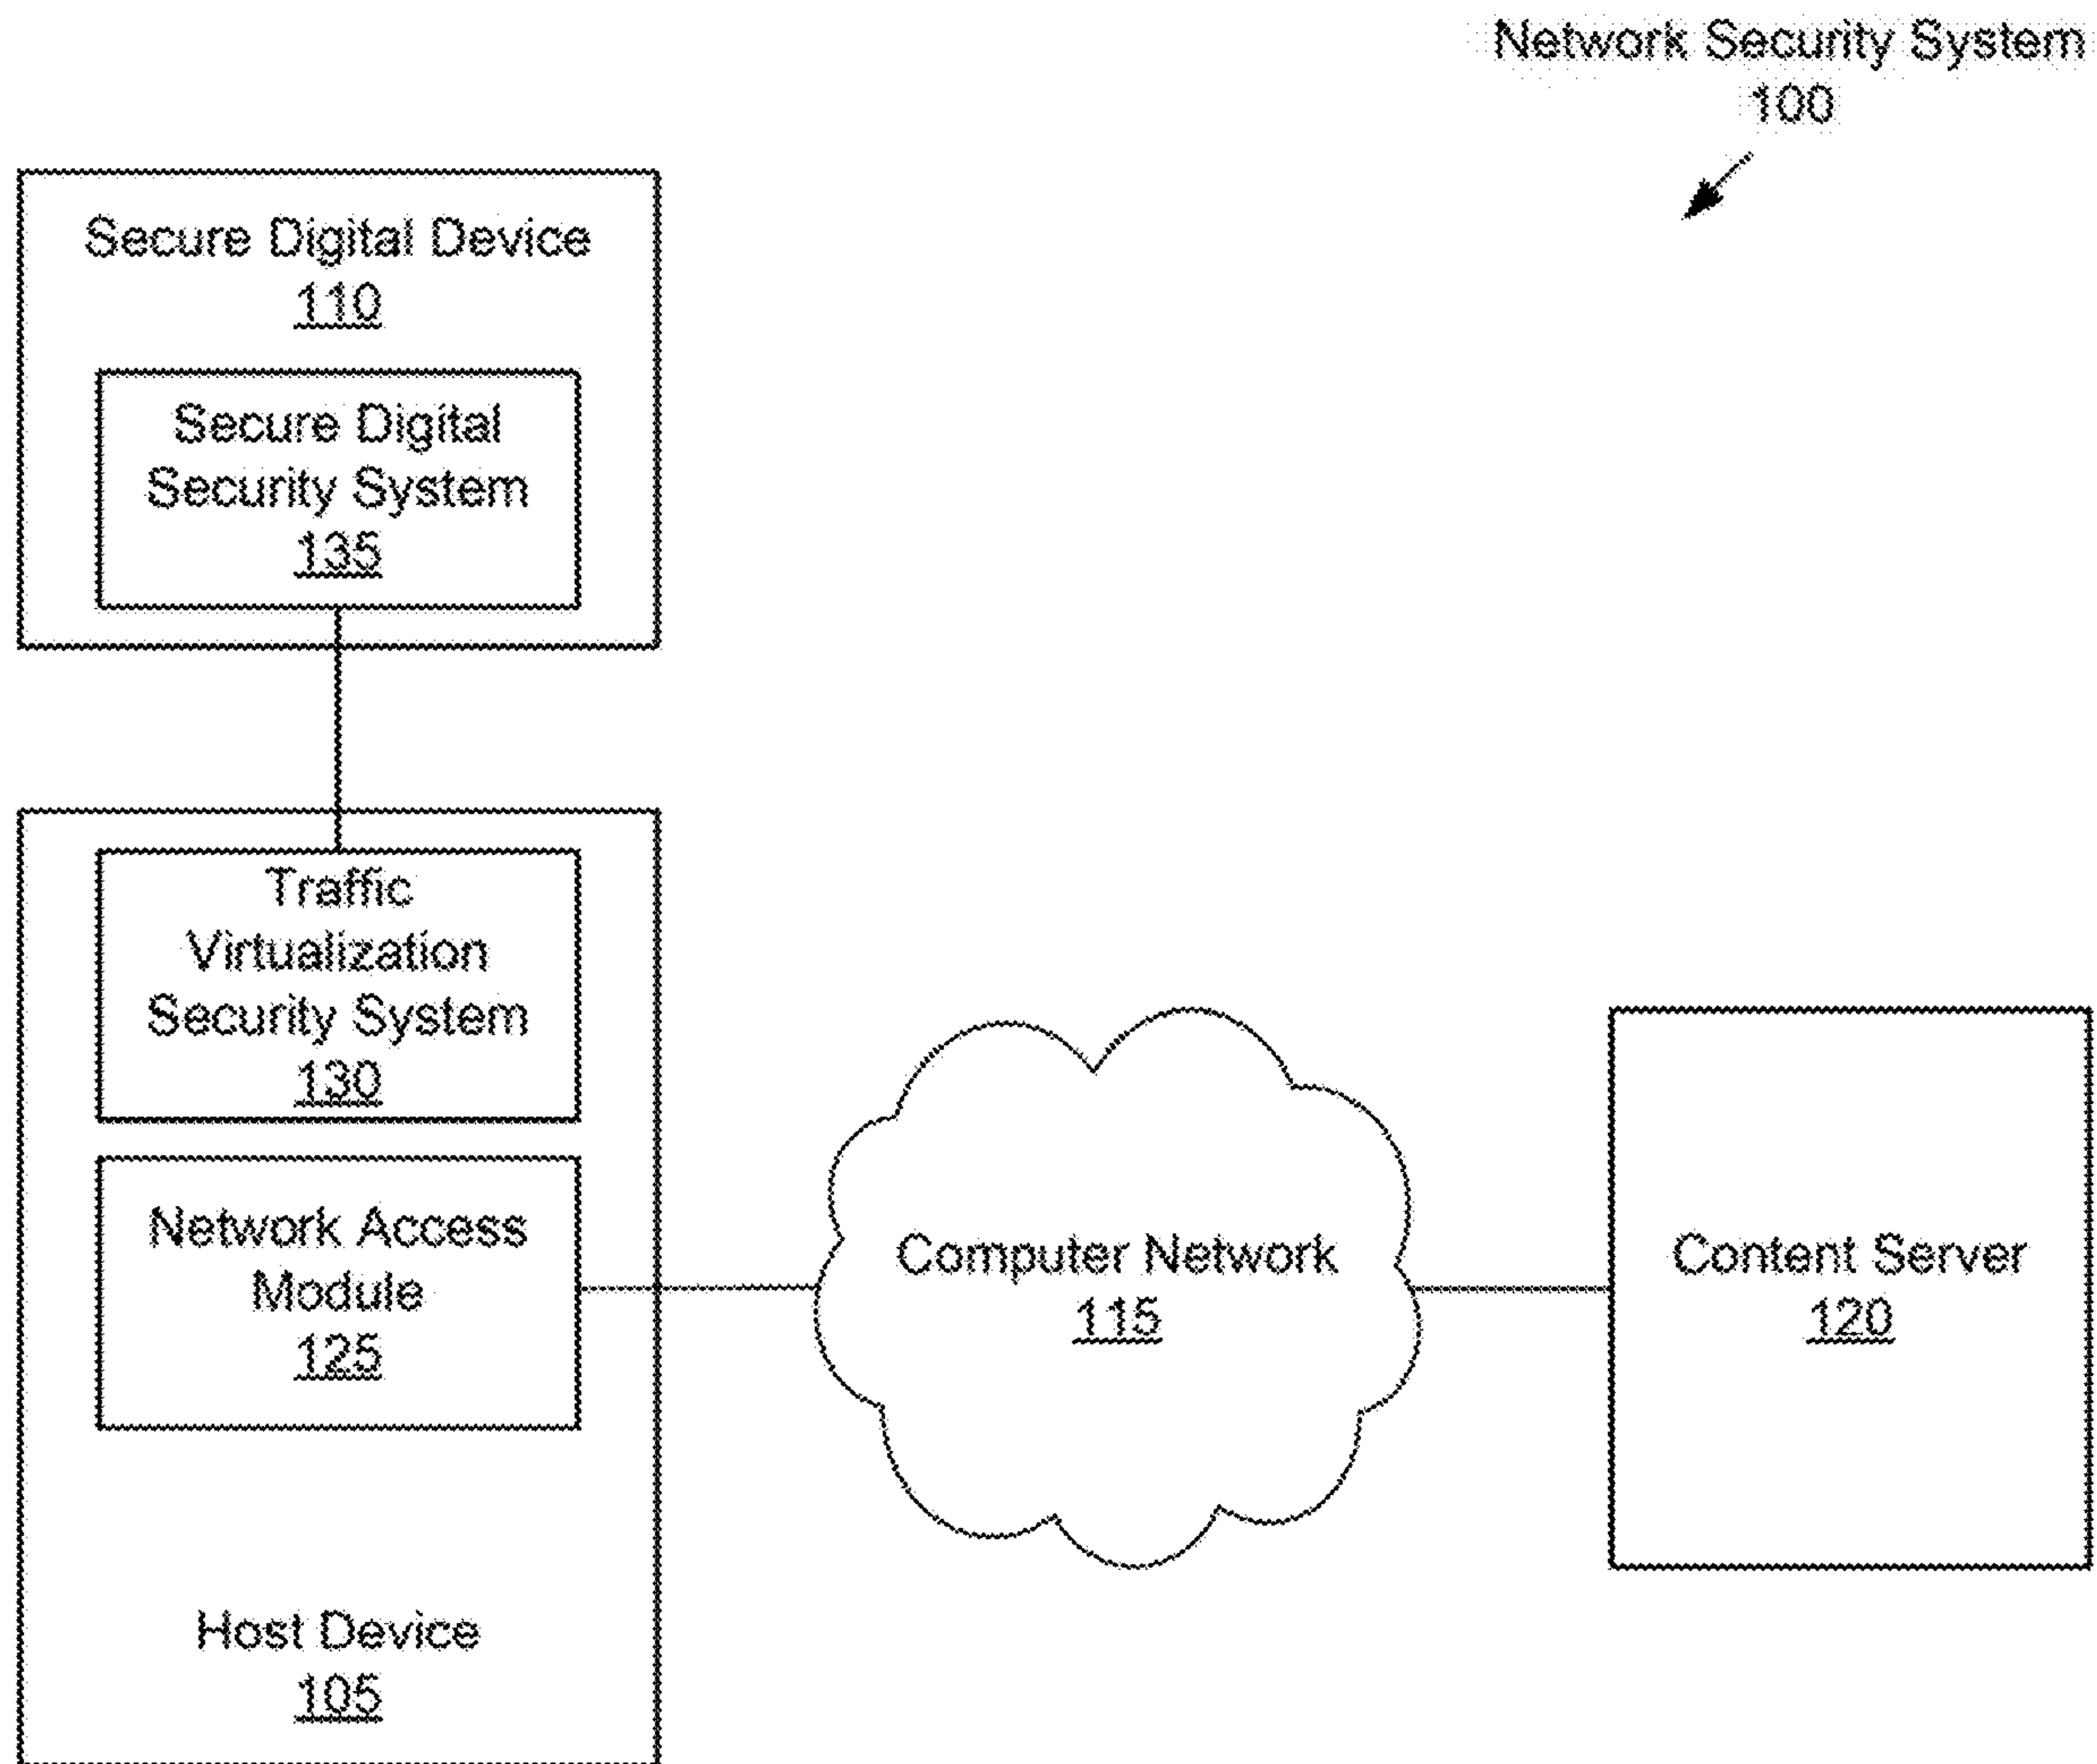 Network Security System
100
Secure Digital Device
110
Secure Digital
Security System
135
Traffic
Virtualization
Security System
130
Network Access
Module
125
Host Device
105
Computer Network
115
Content Server
120